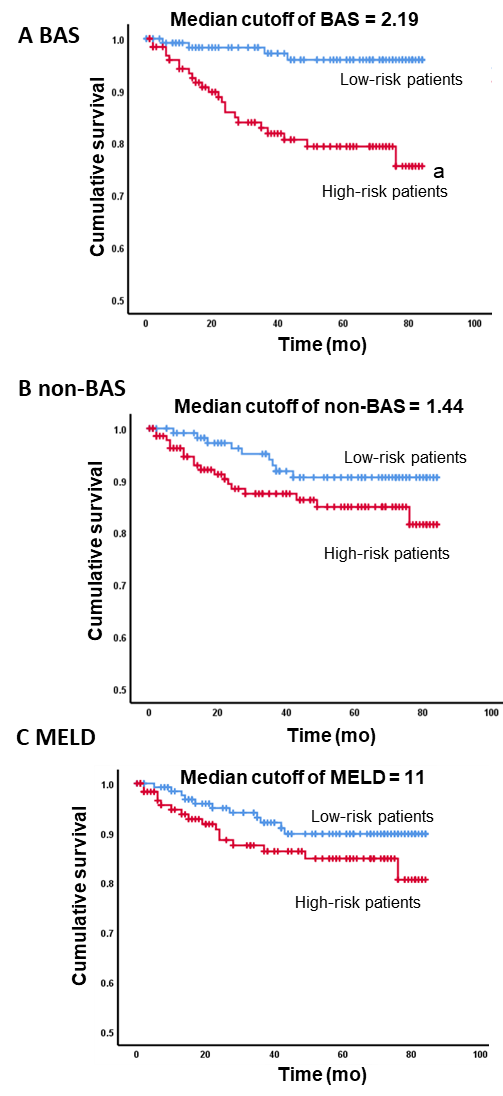 A BAS
Median cutoff of BAS = 2.19
1.0
0.9
0.8
0.7
0.6
0.5
Cumulative survival
Low-risk patients
a
High-risk patients
0 20 40 60 80 100
Time (mo)
B non-BAS
Median cutoff of non-BAS = 1.44
1.0
0.9
0.8
0.7
0.6
0.5
Cumulative survival
Low-risk patients
High-risk patients
0 20 40 60 80 100
Time (mo)
C MELD
Median cutoff of MELD = 11
1.0
0.9
0.8
0.7
0.6
0.5
Cumulative survival
Low-risk patients
High-risk patients
0 20 40 60 80 100
Time (mo)